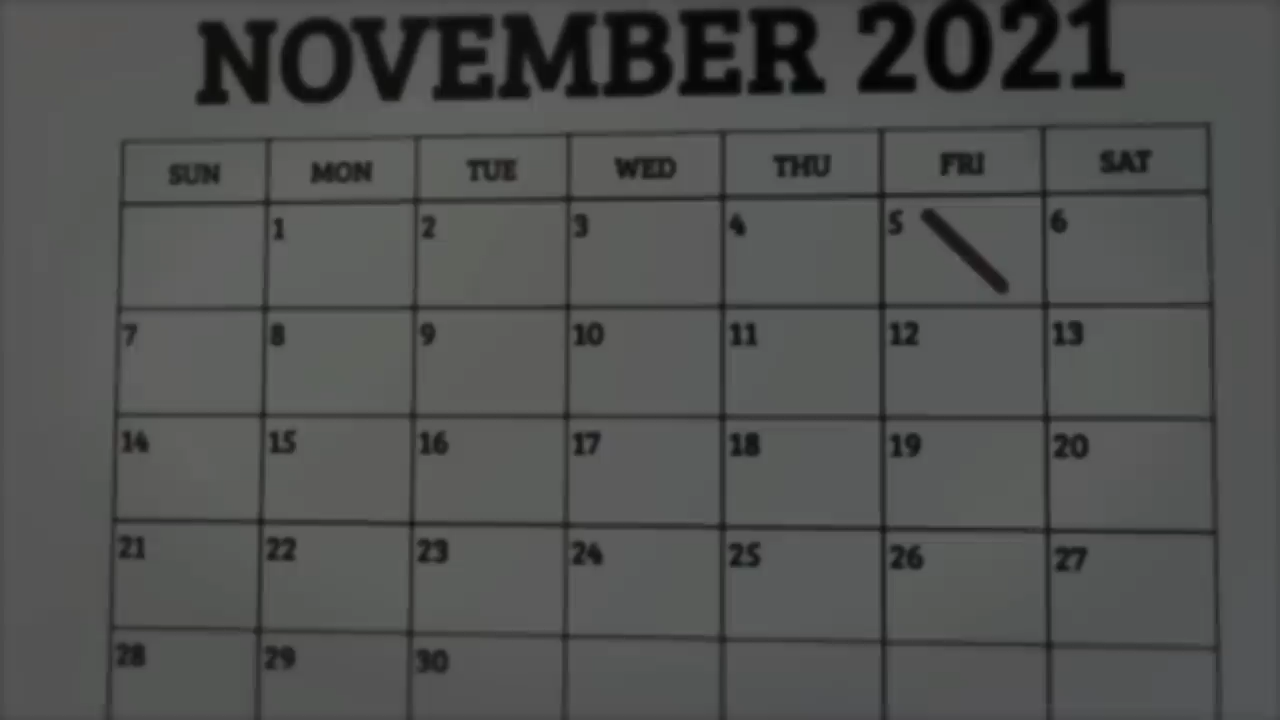 NOVEMBER 2021
SUN MON TUE WED THU FRI SAT
1 2 3 4 5 6
7 8 9 10 11 12 13
14 15 16 17 18 19 20
21 22 23 24 25 26 27
28 29 30